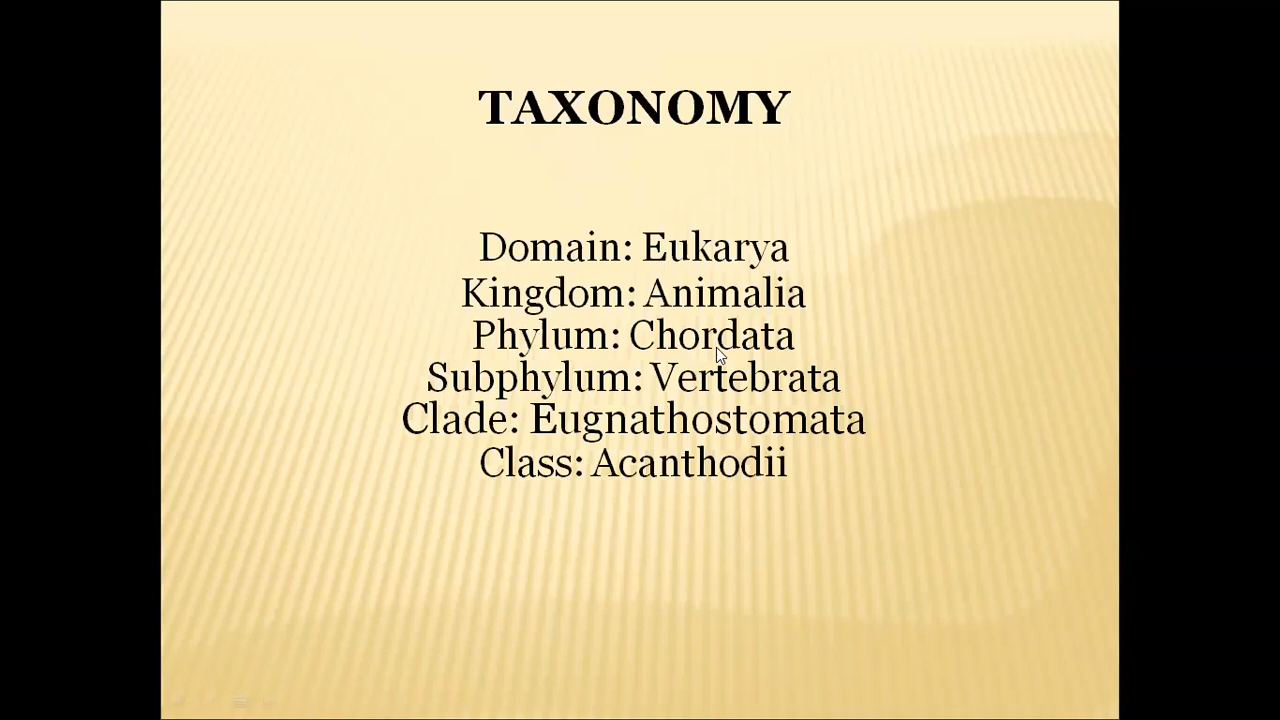 TAXONOMY
Domain: Eukarya
Kingdom: Animalia
Phylum: Chordata
Subphylum: Vertebrata
Clade: Eugnathostomata
Class: Acanthodii